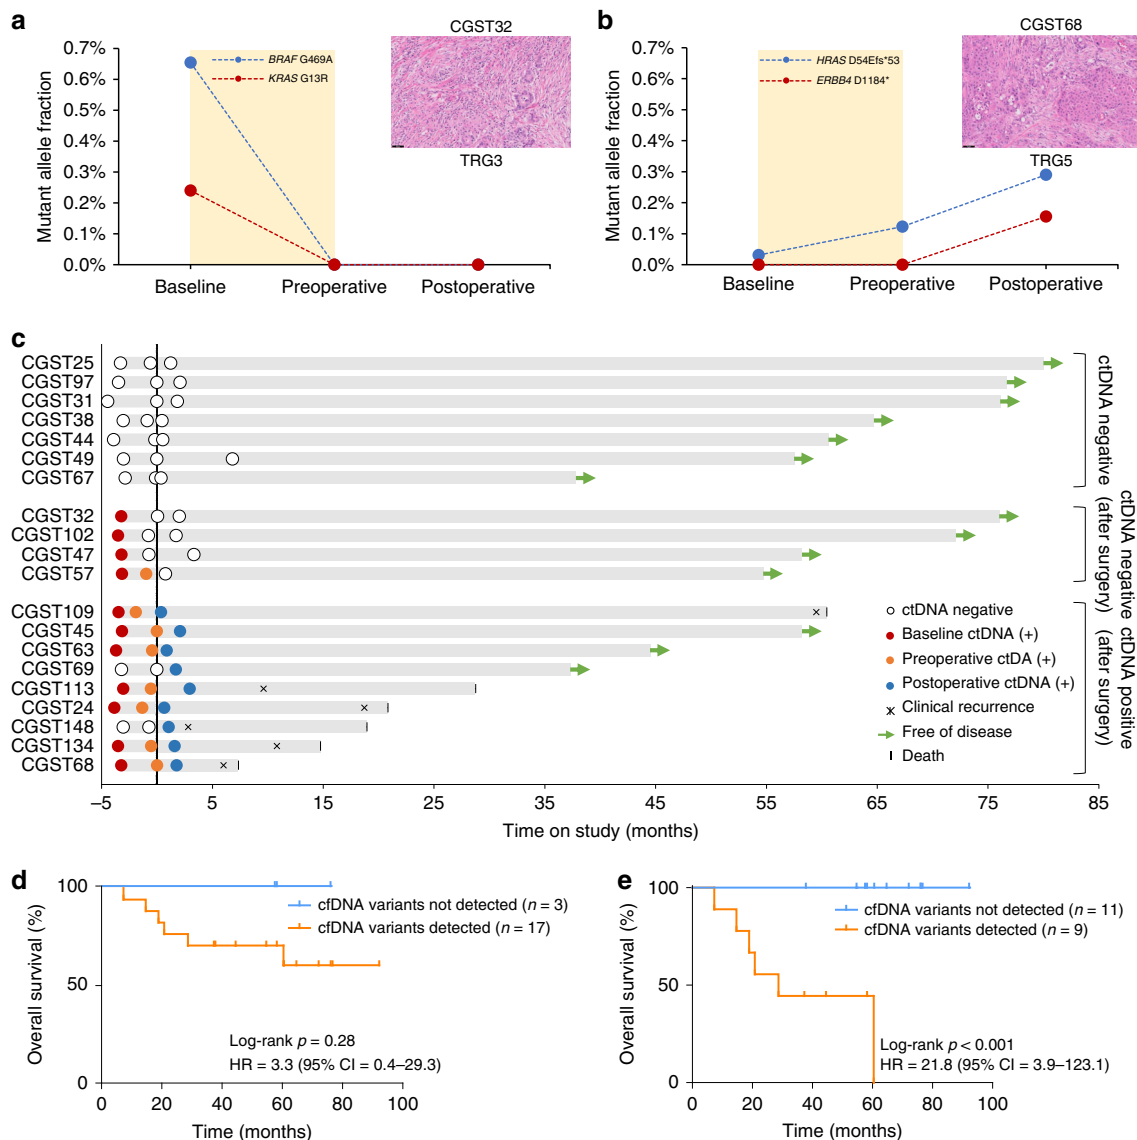 a
CGST32
0.7%
0.6%
0.5%
0.4%
0.3%
0.2%
0.1%
0.0%
Mutant allele fraction
BRAF G469A
KRAS G13R
TRG3
Baseline Preoperative Postoperative
b
CGST68
0.7%
0.6%
0.5%
0.4%
0.3%
0.2%
0.1%
0.0%
Mutant allele fraction
HRAS D54Efs*53
ERBB4 D1184*
TRG5
Baseline Preoperative Postoperative
c
CGST25
CGST97
CGST31
CGST38
CGST44
CGST49
CGST67
CGST32
CGST102
CGST47
CGST57
CGST109
CGST45
CGST63
CGST69
CGST113
CGST24
CGST148
CGST134
CGST68
ctDNA negative
ctDNA negative
(after surgery)
ctDNA positive
(after surgery)
ctDNA negative
Baseline ctDNA (+)
Preoperative ctDA (+)
Postoperative ctDNA (+)
Clinical recurrence
Free of disease
Death
–5 5 15 25 35 45 55 65 75 85
Time on study (months)
d
100
50
0
Overall survival (%)
cfDNA variants not detected (n = 3)
cfDNA variants detected (n = 17)
Log-rank p = 0.28
HR = 3.3 (95% CI = 0.4–29.3)
0 20 40 60 80 100
Time (months)
e
100
50
0
Overall survival (%)
cfDNA variants not detected (n = 11)
cfDNA variants detected (n = 9)
Log-rank p < 0.001
HR = 21.8 (95% CI = 3.9–123.1)
0 20 40 60 80 100
Time (months)